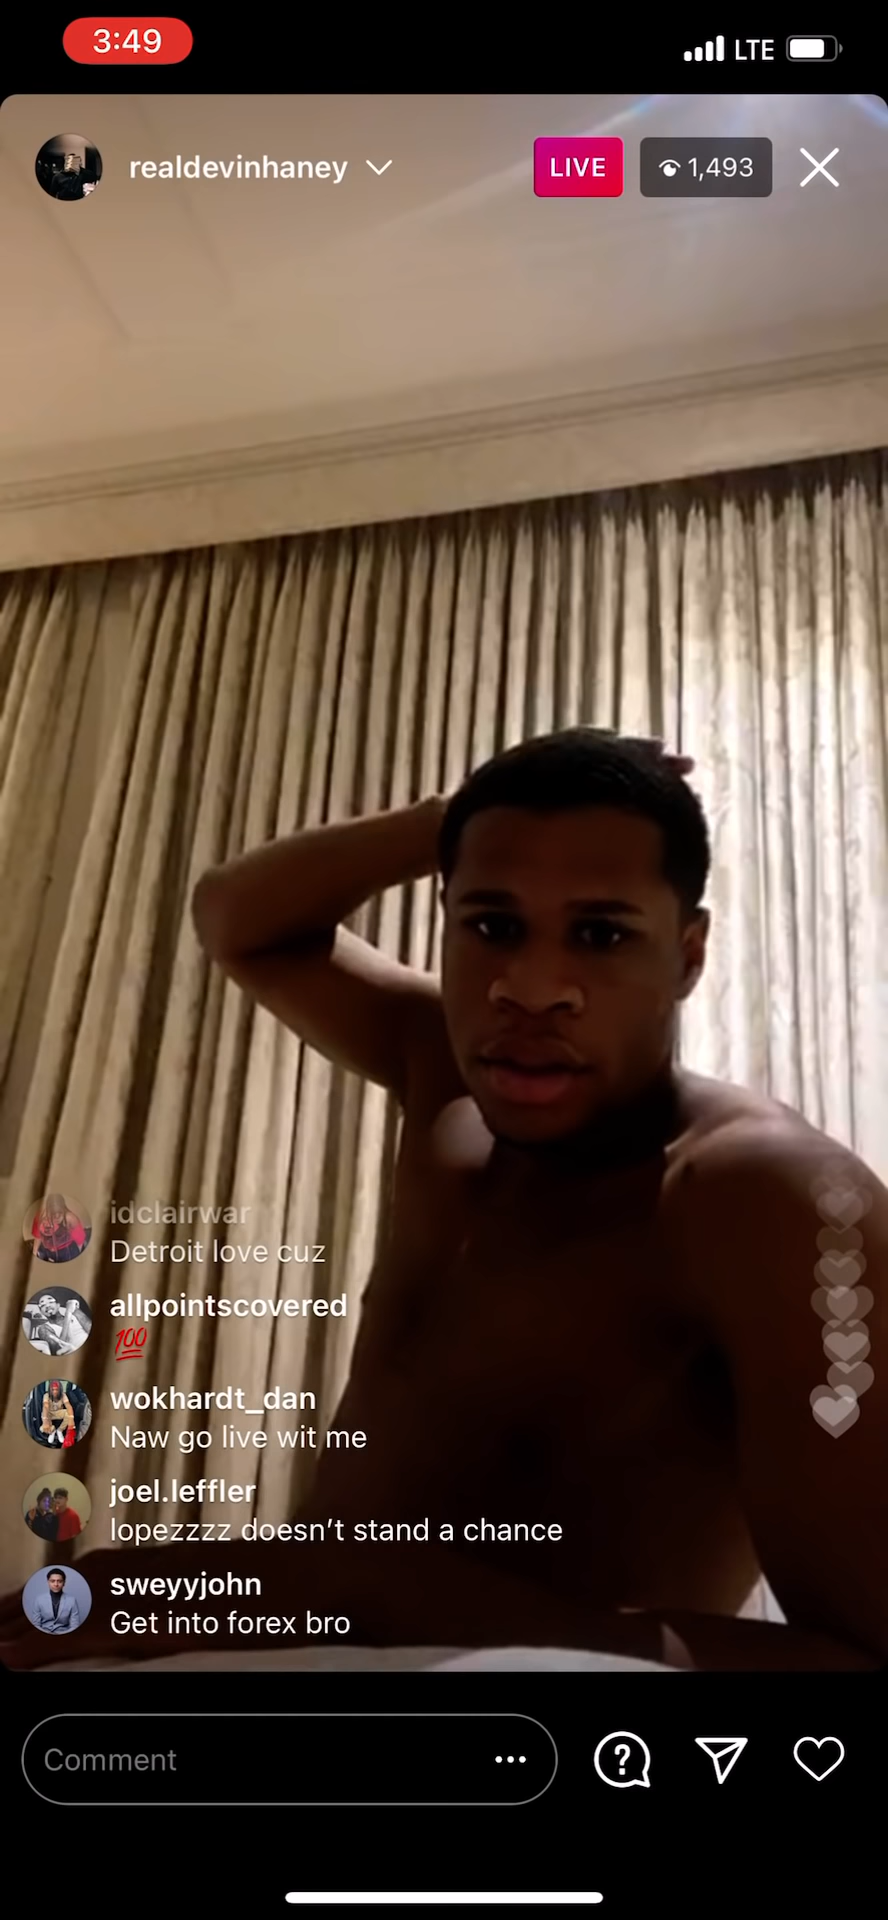 3:49
LTE
realdevinhaney
LIVE
1,493
idclairwar
Detroit love cuz
allpointscovered
💯
wokhardt_dan
Naw go live wit me
joel.leffler
lopezzzz doesn’t stand a chance
sweyyjohn
Get into forex bro
Comment